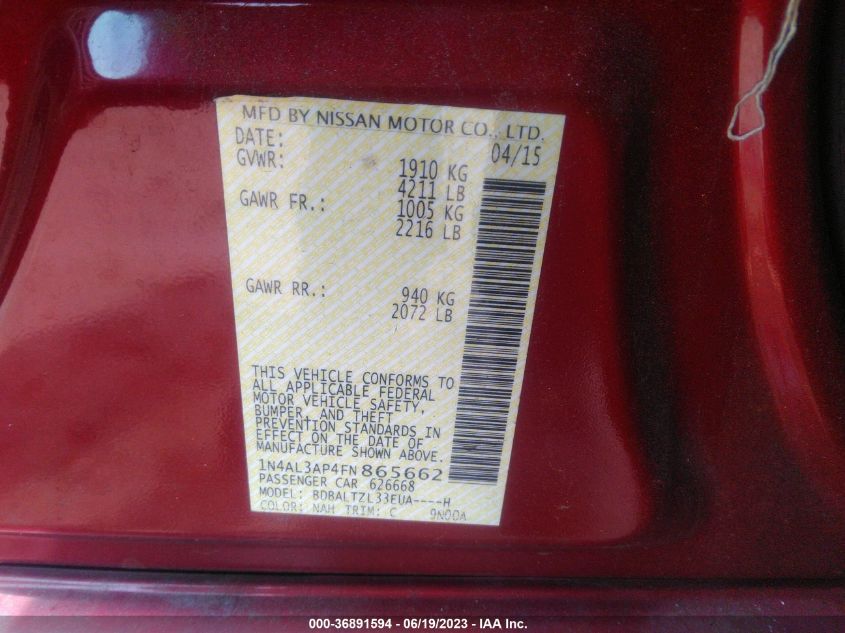 MFD BY NISSAN MOTOR CO., LTD.
DATE: 04/15
GVWR: 1910 KG
4211 LB
GAWR FR.: 1005 KG
2216 LB
GAWR RR.: 940 KG
2072 LB
THIS VEHICLE CONFORMS TO
ALL APPLICABLE FEDERAL
MOTOR VEHICLE SAFETY,
BUMPER, AND THEFT
PREVENTION STANDARDS IN
EFFECT ON THE DATE OF
MANUFACTURE SHOWN ABOVE.
1N4AL3AP4FN865662
PASSENGER CAR 626668
MODEL: BDBALTZL33EUA----H
COLOR: NAH TRIM: C 9N00A
000-36891594 - 06/19/2023 - IAA Inc.